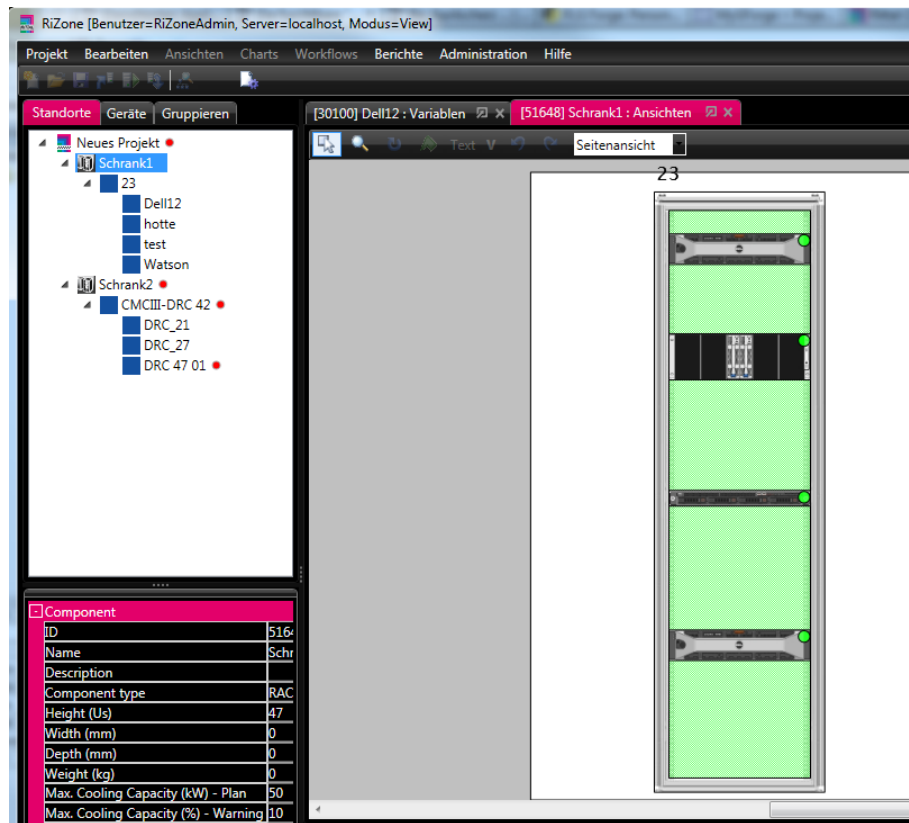 RiZone [Benutzer=RiZoneAdmin, Server=localhost, Modus=View]
Projekt Bearbeiten Ansichten Charts Workflows Berichte Administration Hilfe
Standorte Geräte Gruppieren
[30100] Dell12 : Variablen [51648] Schrank1 : Ansichten
Text V Seitenansicht
Neues Projekt
Schrank1
23
Dell12
hotte
test
Watson
Schrank2
CMCIII-DRC 42
DRC_21
DRC_27
DRC 47 01
23
Component
ID 5164
Name Schr
Description
Component type RAC
Height (Us) 47
Width (mm) 0
Depth (mm) 0
Weight (kg) 0
Max. Cooling Capacity (kW) - Plan 50
Max. Cooling Capacity (%) - Warning 10